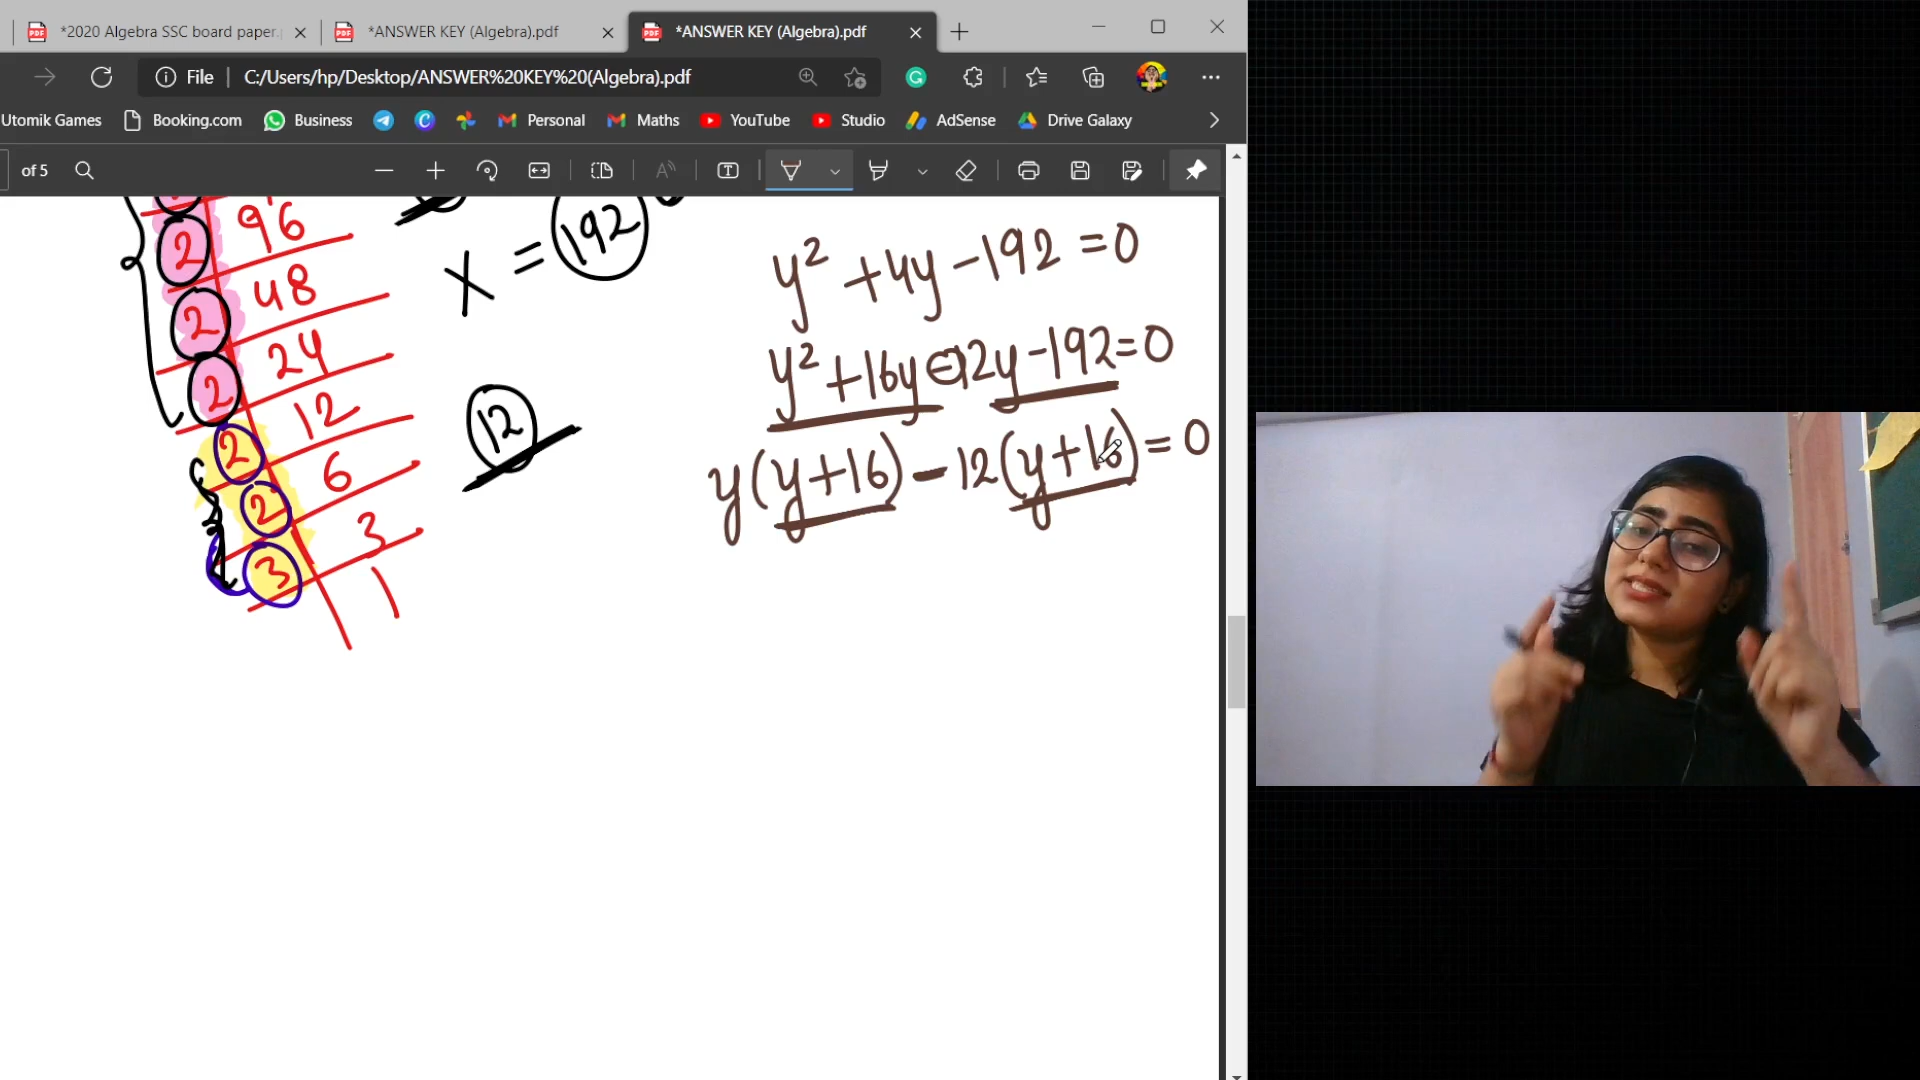 *2020 Algebra SSC board paper.
*ANSWER KEY (Algebra).pdf
*ANSWER KEY (Algebra).pdf
File | C:/Users/hp/Desktop/ANSWER%20KEY%20(Algebra).pdf
Utomik Games Booking.com Business Personal Maths YouTube Studio AdSense Drive Galaxy
of 5
2 96
2 48
2 24
2 12
2 6
2 3
3 1
x = 192
12
y² + 4y - 192 = 0
y² + 16y - 12y - 192 = 0
y(y+16) - 12(y+16) = 0